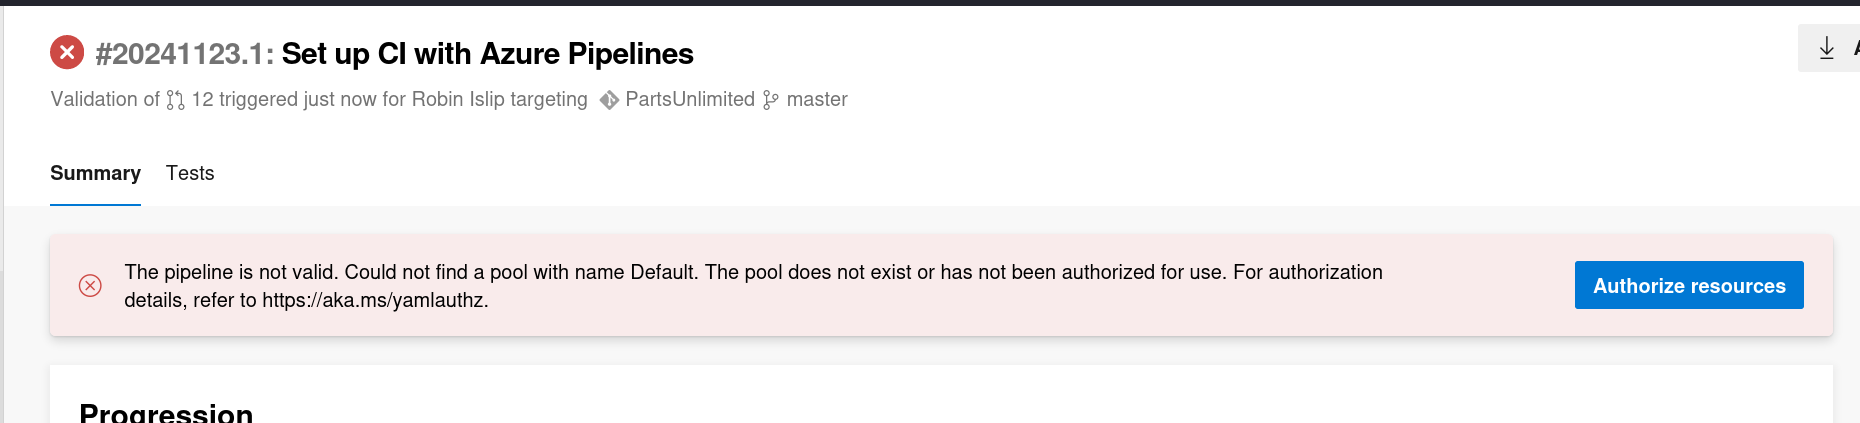 #20241123.1: Set up CI with Azure Pipelines
Validation of 12 triggered just now for Robin Islip targeting PartsUnlimited master
Summary Tests
The pipeline is not valid. Could not find a pool with name Default. The pool does not exist or has not been authorized for use. For authorization
details, refer to https://aka.ms/yamlauthz.
Authorize resources
Progression